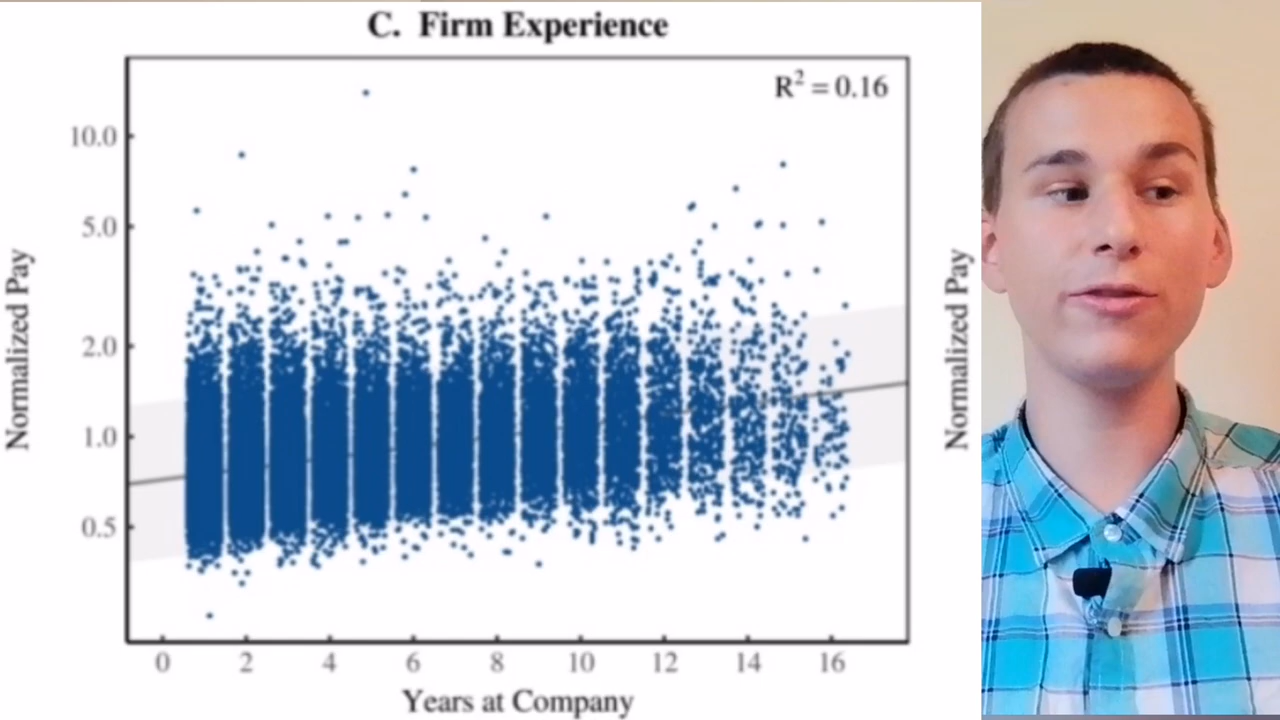 C. Firm Experience
R² = 0.16
10.0
5.0
2.0
1.0
0.5
Normalized Pay
0 2 4 6 8 10 12 14 16
Years at Company
Normalized Pay